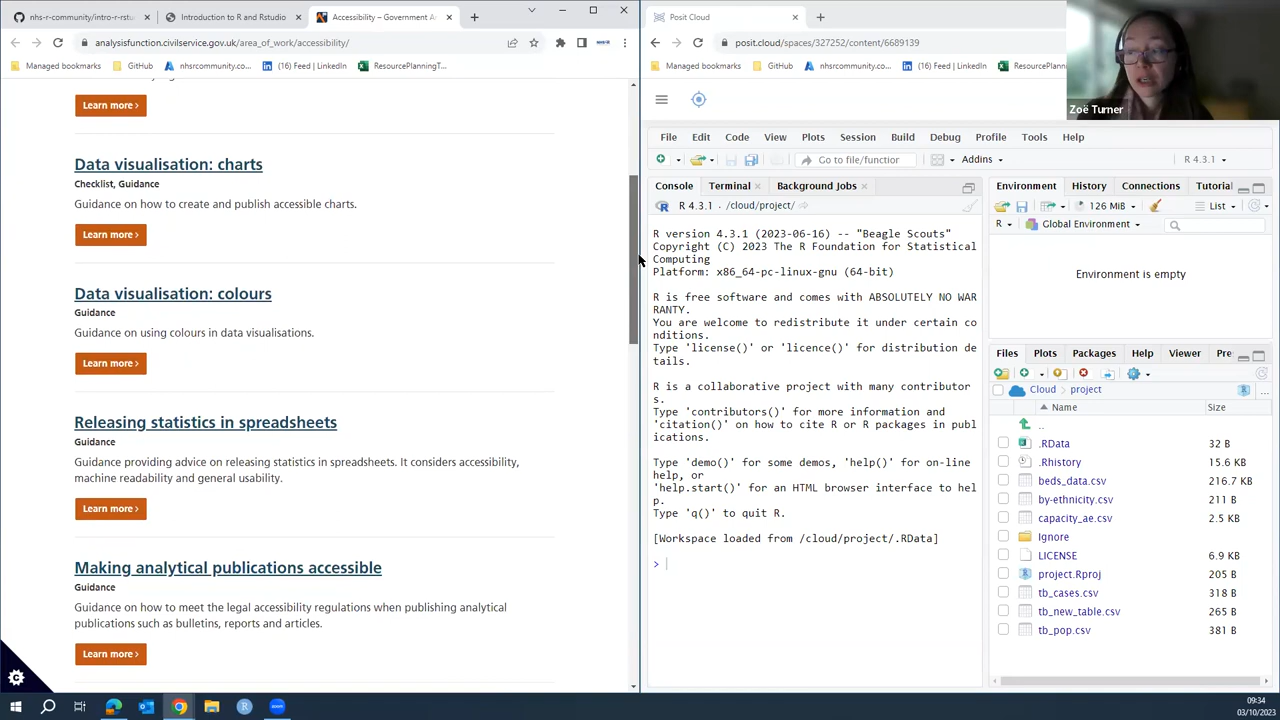 nhs-r-community/intro-r-rstu
Introduction to R and Rstudio
Accessibility – Government A
analysisfunction.civilservice.gov.uk/area_of_work/accessibility/
Managed bookmarks
GitHub
nhsrcommunity.co...
(16) Feed | LinkedIn
ResourcePlanningT...
Learn more ›
Data visualisation: charts
Checklist, Guidance
Guidance on how to create and publish accessible charts.
Learn more ›
Data visualisation: colours
Guidance
Guidance on using colours in data visualisations.
Learn more ›
Releasing statistics in spreadsheets
Guidance
Guidance providing advice on releasing statistics in spreadsheets. It considers accessibility,
machine readability and general usability.
Learn more ›
Making analytical publications accessible
Guidance
Guidance on how to meet the legal accessibility regulations when publishing analytical
publications such as bulletins, reports and articles.
Learn more ›
Posit Cloud
posit.cloud/spaces/327252/content/6689139
Managed bookmarks
GitHub
nhsrcommunity.co...
(16) Feed | LinkedIn
ResourcePlan
Zoë Turner
File Edit Code View Plots Session Build Debug Profile Tools Help
Go to file/function
Addins
R 4.3.1
Console Terminal Background Jobs
R 4.3.1 . /cloud/project/
R version 4.3.1 (2023-06-16) -- "Beagle Scouts"
Copyright (C) 2023 The R Foundation for Statistical
Computing
Platform: x86_64-pc-linux-gnu (64-bit)
R is free software and comes with ABSOLUTELY NO WAR
RANTY.
You are welcome to redistribute it under certain co
nditions.
Type 'license()' or 'licence()' for distribution de
tails.
R is a collaborative project with many contributor
s.
Type 'contributors()' for more information and
'citation()' on how to cite R or R packages in publ
ications.
Type 'demo()' for some demos, 'help()' for on-line
help, or
'help.start()' for an HTML browser interface to hel
p.
Type 'q()' to quit R.
[Workspace loaded from /cloud/project/.RData]
>
Environment History Connections Tutorial
126 MiB
List
R
Global Environment
Environment is empty
Files Plots Packages Help Viewer Pre
Cloud
project
Name Size
..
.RData 32 B
.Rhistory 15.6 KB
beds_data.csv 216.7 KB
by-ethnicity.csv 211 B
capacity_ae.csv 2.5 KB
Ignore
LICENSE 6.9 KB
project.Rproj 205 B
tb_cases.csv 318 B
tb_new_table.csv 265 B
tb_pop.csv 381 B
09:34
03/10/2023